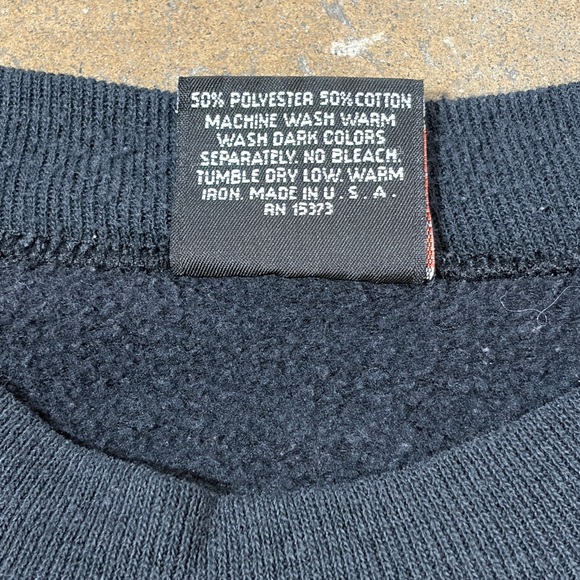 50% POLYESTER 50% COTTON
MACHINE WASH WARM
WASH DARK COLORS
SEPARATELY. NO BLEACH.
TUMBLE DRY LOW. WARM
IRON. MADE IN U.S.A.
RN 15373